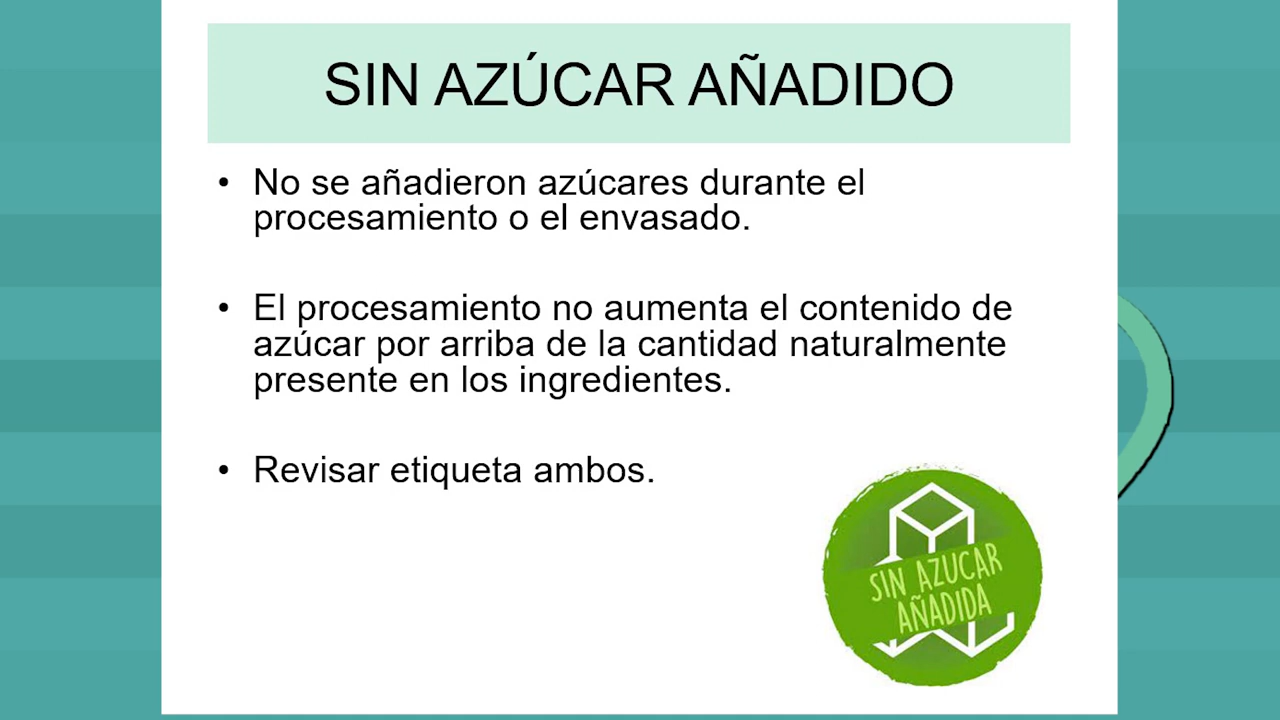 SIN AZÚCAR AÑADIDO
• No se añadieron azúcares durante el
procesamiento o el envasado.
• El procesamiento no aumenta el contenido de
azúcar por arriba de la cantidad naturalmente
presente en los ingredientes.
• Revisar etiqueta ambos.
SIN AZUCAR
AÑADIDA